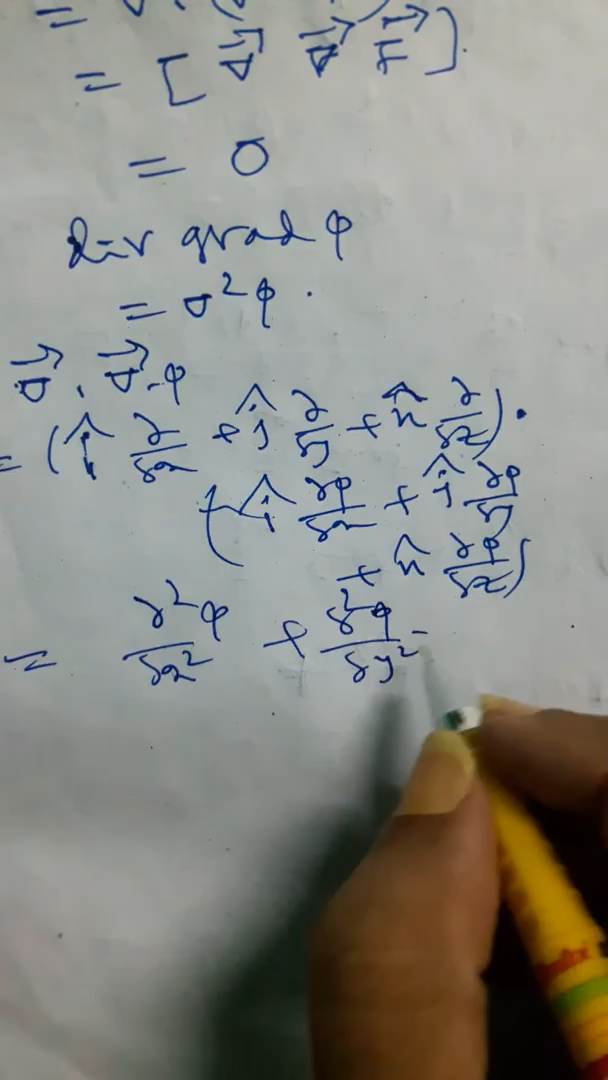 = [ ∇⃗ ∇⃗ F⃗ ].
= 0
div grad φ
= ∇²φ .
∇⃗ . ∇⃗ . φ
= ( î ∂/∂x + ĵ ∂/∂y + k̂ ∂/∂z ) .
( î ∂φ/∂x + ĵ ∂φ/∂y
+ k̂ ∂φ/∂z )
= ∂²φ/∂x² + ∂²φ/∂y²